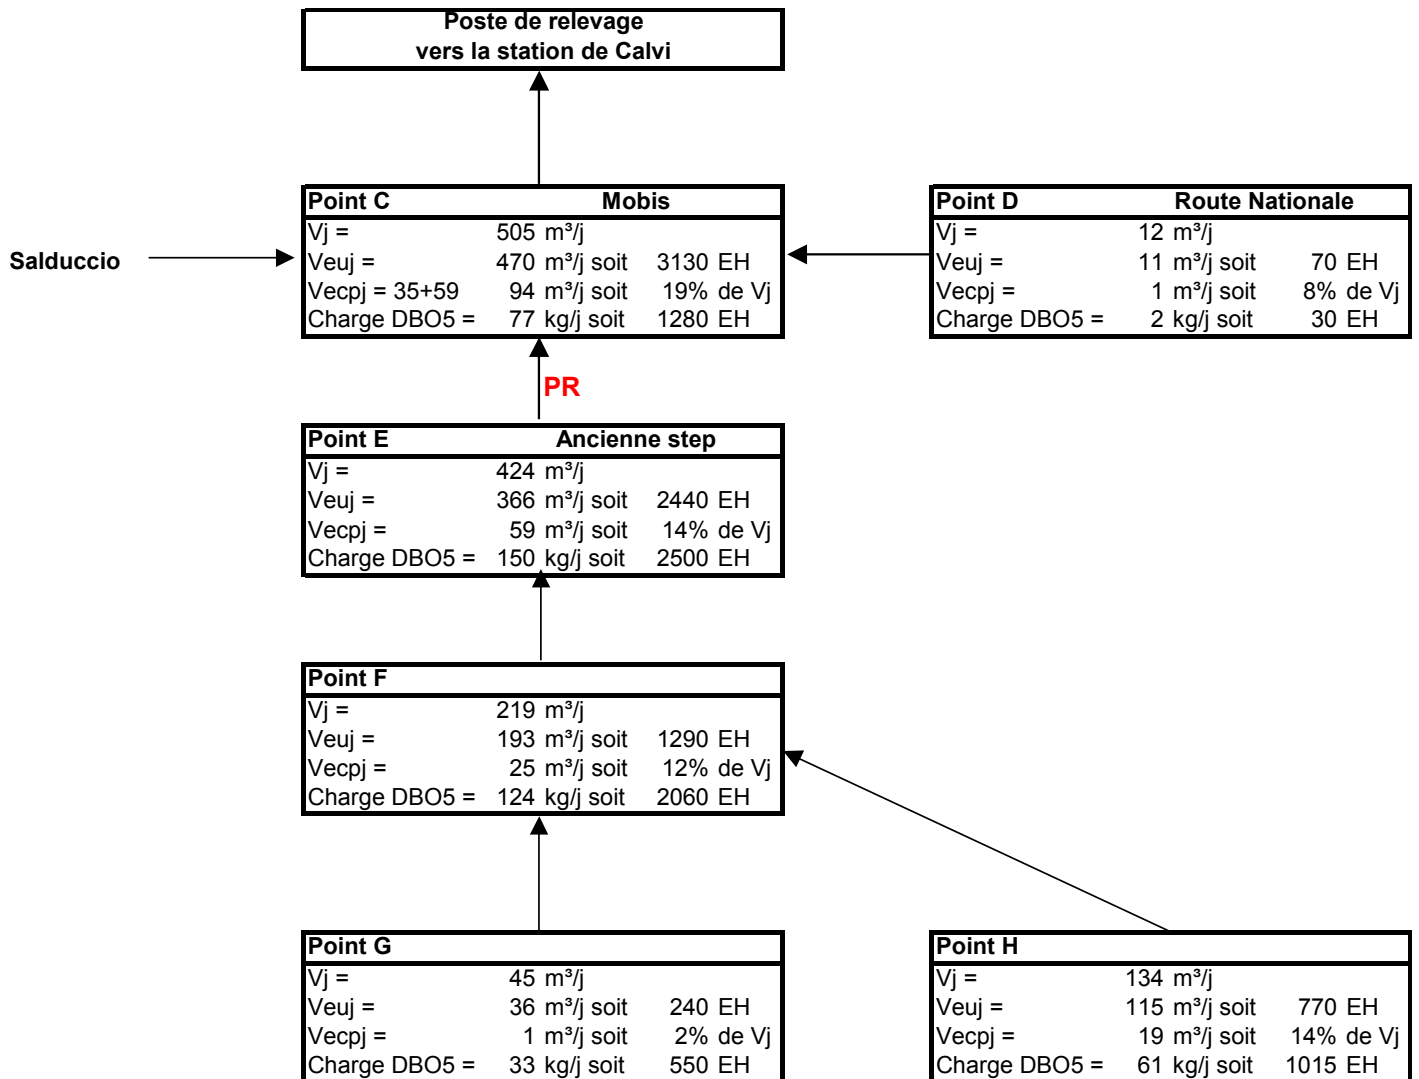 Poste de relevage
vers la station de Calvi
Point C Mobis
Vj = 505 m³/j
Veuj = 470 m³/j soit 3130 EH
Vecpj = 35+59 94 m³/j soit 19% de Vj
Charge DBO5 = 77 kg/j soit 1280 EH
Point D Route Nationale
Vj = 12 m³/j
Veuj = 11 m³/j soit 70 EH
Vecpj = 1 m³/j soit 8% de Vj
Charge DBO5 = 2 kg/j soit 30 EH
Salduccio
PR
Point E Ancienne step
Vj = 424 m³/j
Veuj = 366 m³/j soit 2440 EH
Vecpj = 59 m³/j soit 14% de Vj
Charge DBO5 = 150 kg/j soit 2500 EH
Point F
Vj = 219 m³/j
Veuj = 193 m³/j soit 1290 EH
Vecpj = 25 m³/j soit 12% de Vj
Charge DBO5 = 124 kg/j soit 2060 EH
Point G
Vj = 45 m³/j
Veuj = 36 m³/j soit 240 EH
Vecpj = 1 m³/j soit 2% de Vj
Charge DBO5 = 33 kg/j soit 550 EH
Point H
Vj = 134 m³/j
Veuj = 115 m³/j soit 770 EH
Vecpj = 19 m³/j soit 14% de Vj
Charge DBO5 = 61 kg/j soit 1015 EH